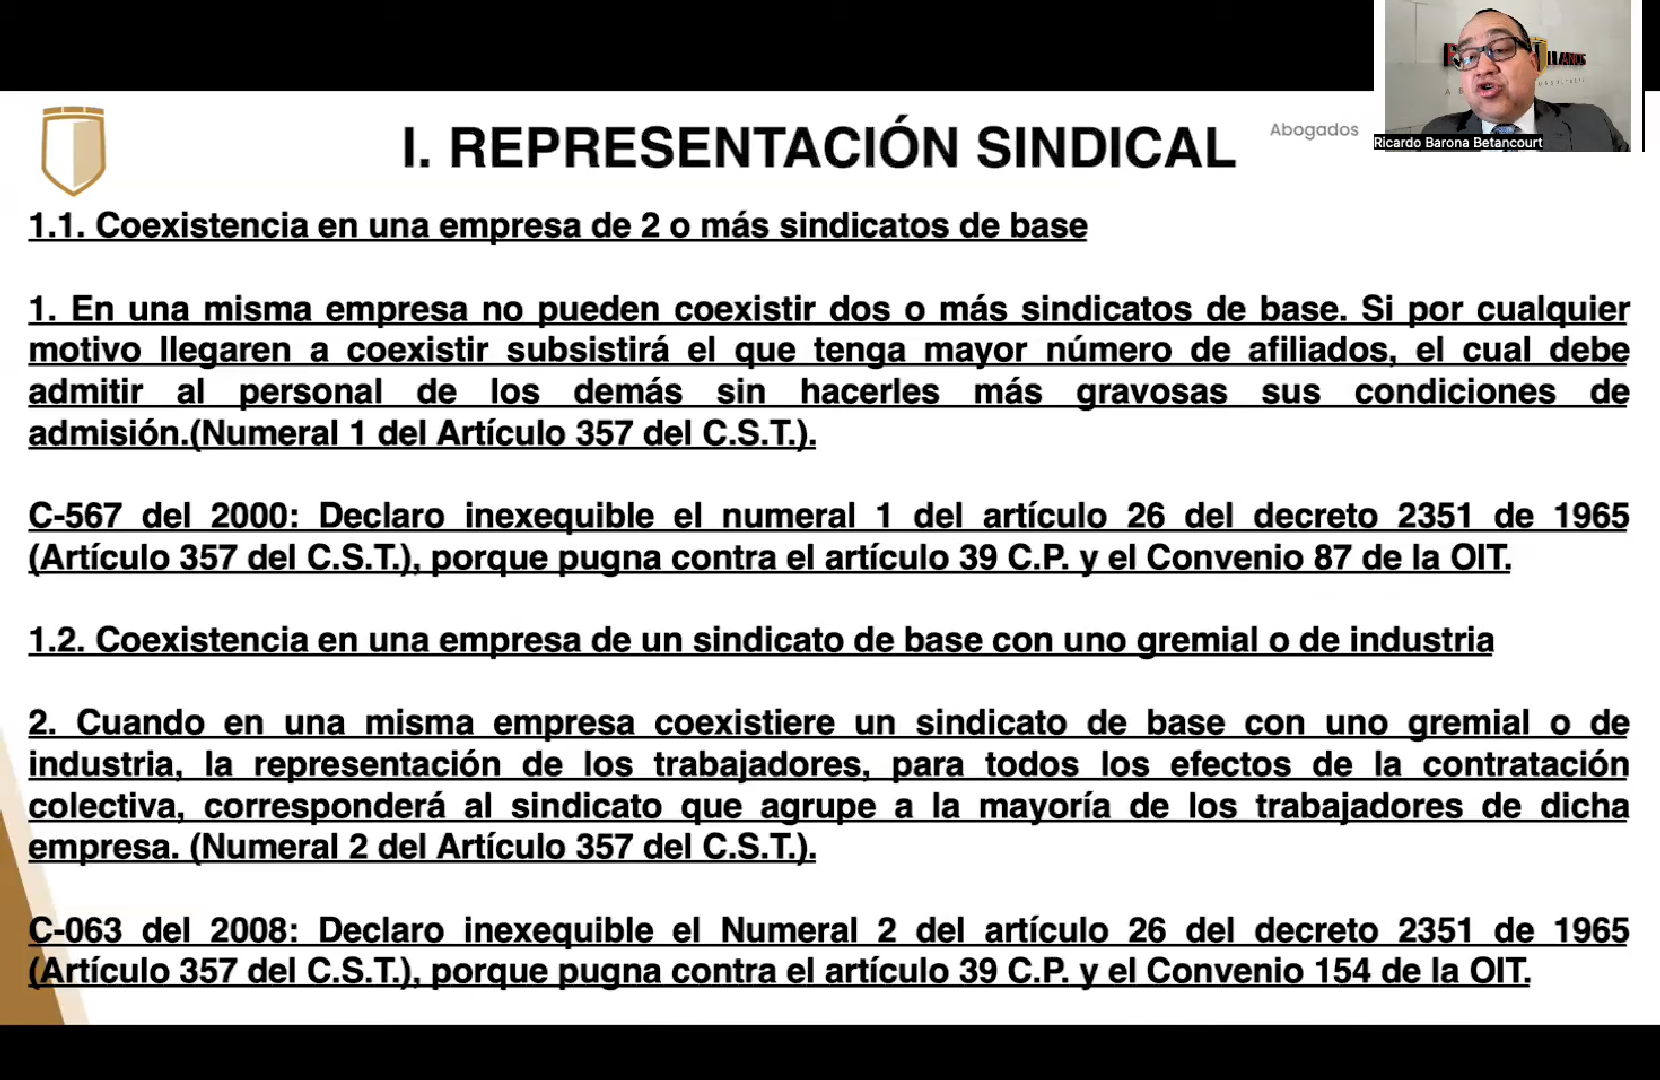 I. REPRESENTACIÓN SINDICAL
Abogados
Ricardo Barona Betancourt
1.1. Coexistencia en una empresa de 2 o más sindicatos de base
1. En una misma empresa no pueden coexistir dos o más sindicatos de base. Si por cualquier
motivo llegaren a coexistir subsistirá el que tenga mayor número de afiliados, el cual debe
admitir al personal de los demás sin hacerles más gravosas sus condiciones de
admisión.(Numeral 1 del Artículo 357 del C.S.T.).
C-567 del 2000: Declaro inexequible el numeral 1 del artículo 26 del decreto 2351 de 1965
(Artículo 357 del C.S.T.), porque pugna contra el artículo 39 C.P. y el Convenio 87 de la OIT.
1.2. Coexistencia en una empresa de un sindicato de base con uno gremial o de industria
2. Cuando en una misma empresa coexistiere un sindicato de base con uno gremial o de
industria, la representación de los trabajadores, para todos los efectos de la contratación
colectiva, corresponderá al sindicato que agrupe a la mayoría de los trabajadores de dicha
empresa. (Numeral 2 del Artículo 357 del C.S.T.).
C-063 del 2008: Declaro inexequible el Numeral 2 del artículo 26 del decreto 2351 de 1965
(Artículo 357 del C.S.T.), porque pugna contra el artículo 39 C.P. y el Convenio 154 de la OIT.